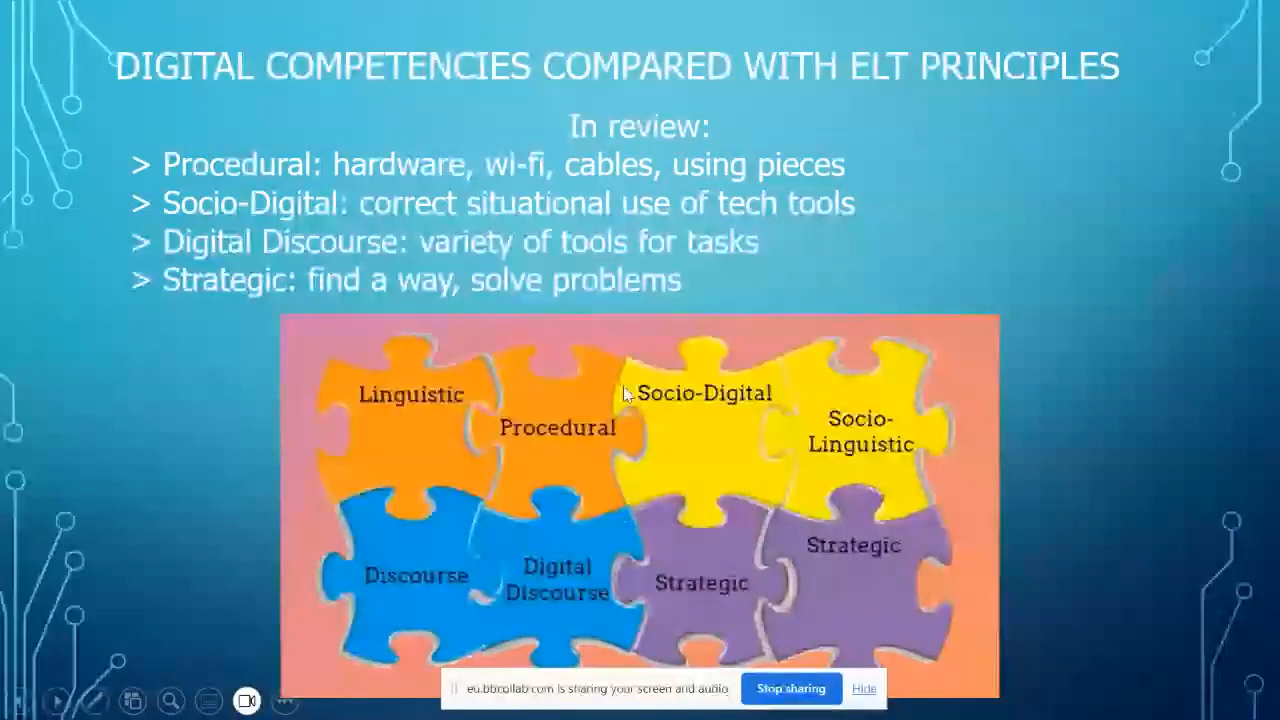 DIGITAL COMPETENCIES COMPARED WITH ELT PRINCIPLES
In review:
> Procedural: hardware, wi-fi, cables, using pieces
> Socio-Digital: correct situational use of tech tools
> Digital Discourse: variety of tools for tasks
> Strategic: find a way, solve problems
Linguistic
Procedural
Socio-Digital
Socio-
Linguistic
Discourse
Digital
Discourse
Strategic
Strategic
eu.bbcollab.com is sharing your screen and audio
Stop sharing
Hide